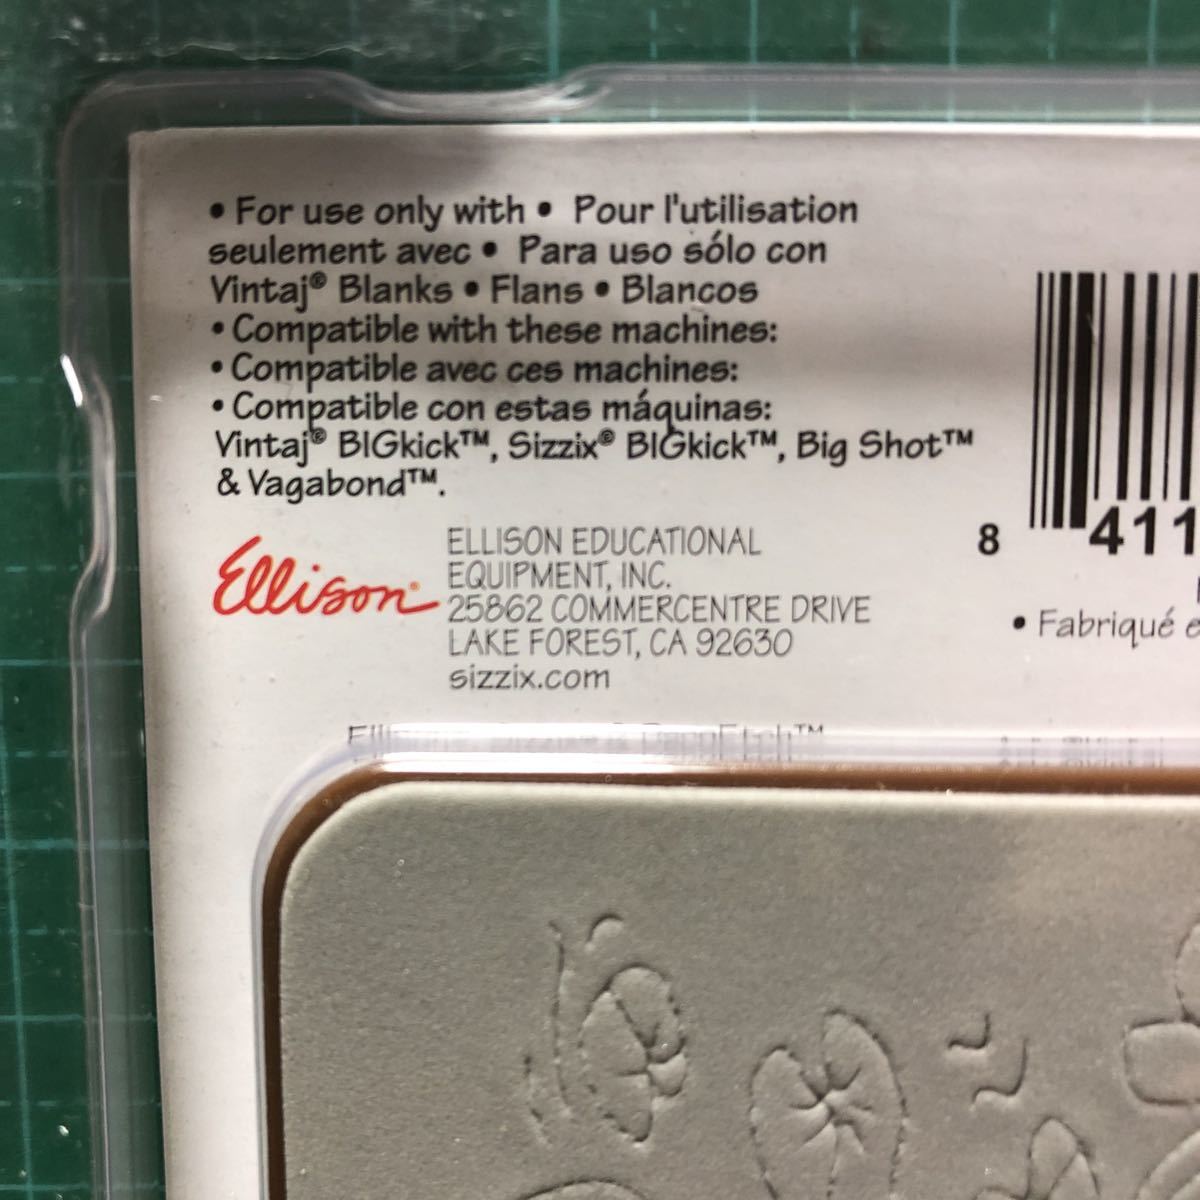 • For use only with • Pour l'utilisation
seulement avec • Para uso sólo con
Vintaj® Blanks • Flans • Blancos
• Compatible with these machines:
• Compatible avec ces machines:
• Compatible con estas máquinas:
Vintaj® BIGkick™, Sizzix® BIGkick™, Big Shot™
& Vagabond™.
Ellison®
ELLISON EDUCATIONAL
EQUIPMENT, INC.
25862 COMMERCENTRE DRIVE
LAKE FOREST, CA 92630
sizzix.com
8 411
• Fabriqué e